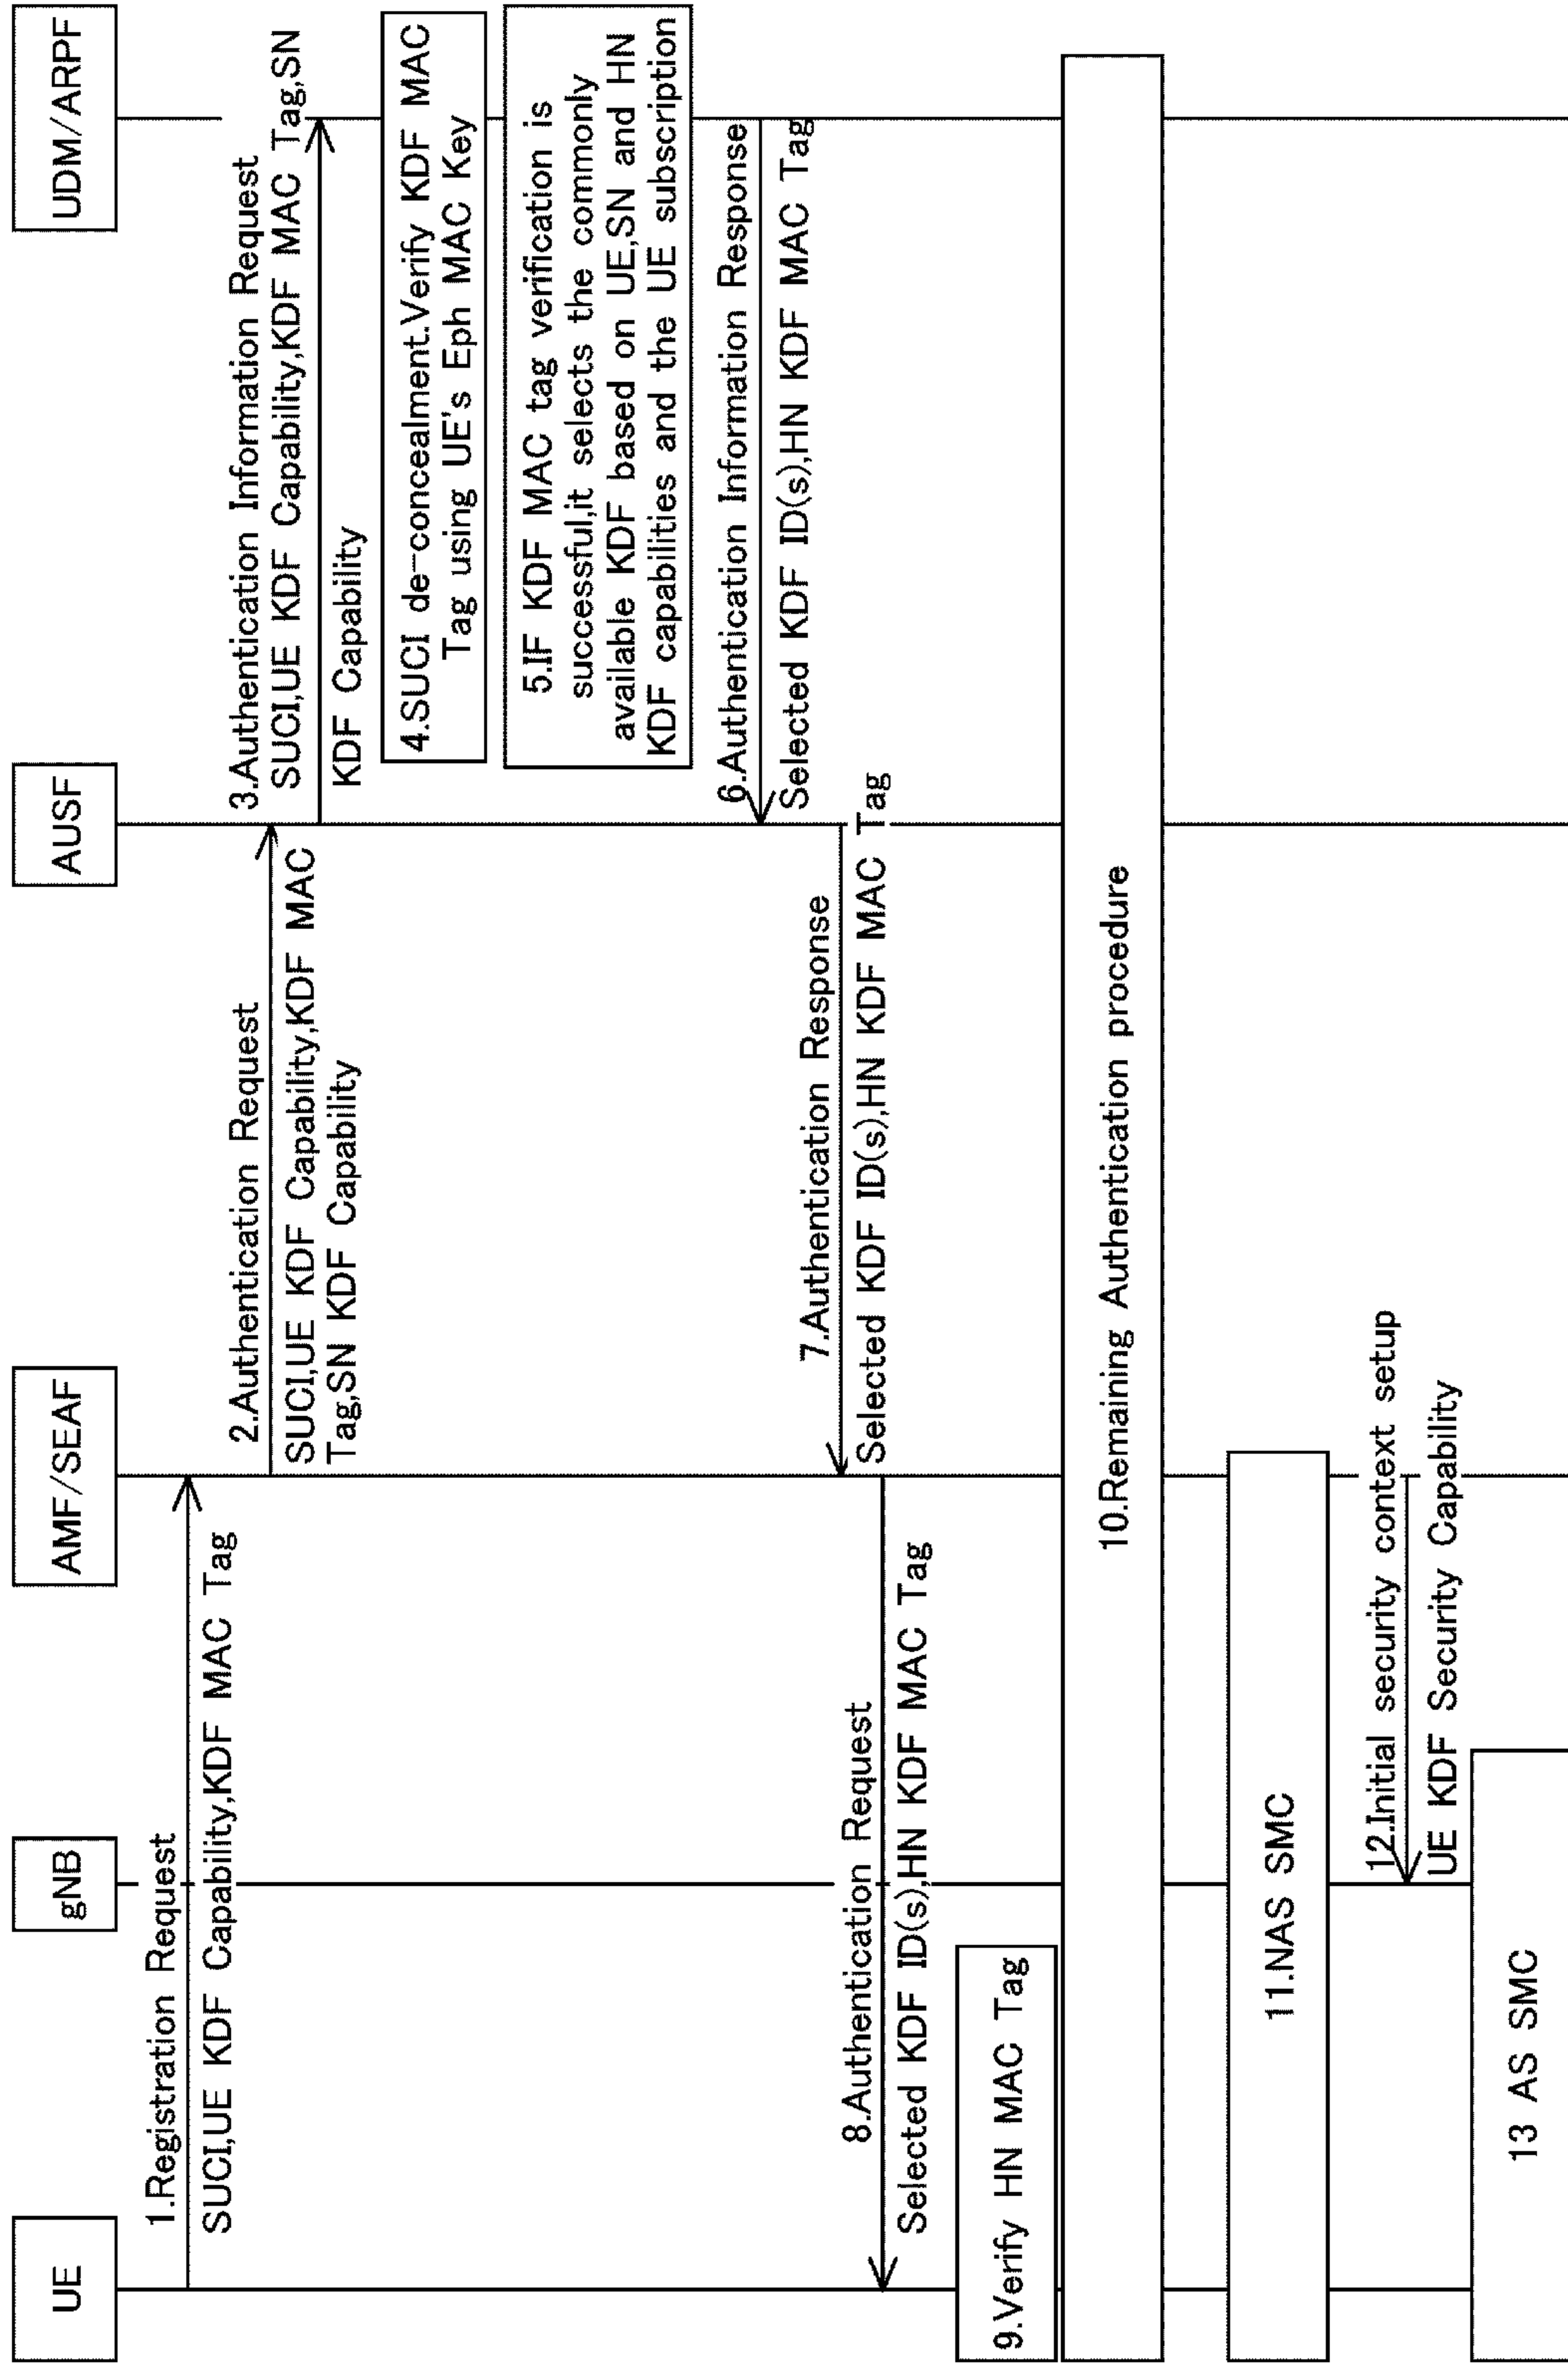 UE
gNB
AMF/SEAF
AUSF
UDM/ARPF
1.Registration Request
SUCI,UE KDF Capability,KDF MAC Tag
2.Authentication Request
SUCI,UE KDF Capability,KDF MAC
Tag,SN KDF Capability
3.Authentication Information Request
SUCI,UE KDF Capability,KDF MAC Tag,SN
KDF Capability
4.SUCI de-concealment.Verify KDF MAC
Tag using UE's Eph MAC Key
5.IF KDF MAC tag verification is
successful,it selects the commonly
available KDF based on UE,SN and HN
KDF capabilities and the UE subscription
6.Authentication Information Response
Selected KDF ID(s),HN KDF MAC Tag
7.Authentication Response
Selected KDF ID(s),HN KDF MAC Tag
8.Authentication Request
Selected KDF ID(s),HN KDF MAC Tag
9.Verify HN MAC Tag
10.Remaining Authentication procedure
11.NAS SMC
12.Initial security context setup
UE KDF Security Capability
13 AS SMC